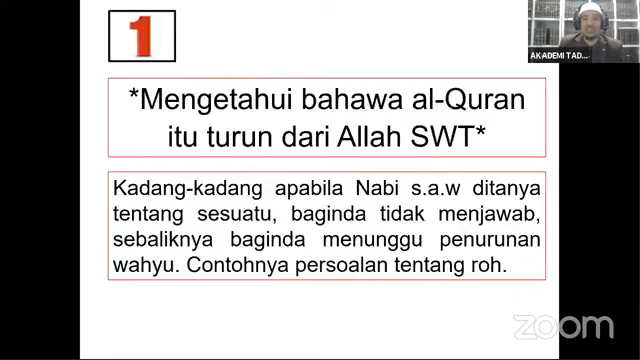 1
AKADEMI TAD...
*Mengetahui bahawa al-Quran
itu turun dari Allah SWT*
Kadang-kadang apabila Nabi s.a.w ditanya
tentang sesuatu, baginda tidak menjawab,
sebaliknya baginda menunggu penurunan
wahyu. Contohnya persoalan tentang roh.
zoom